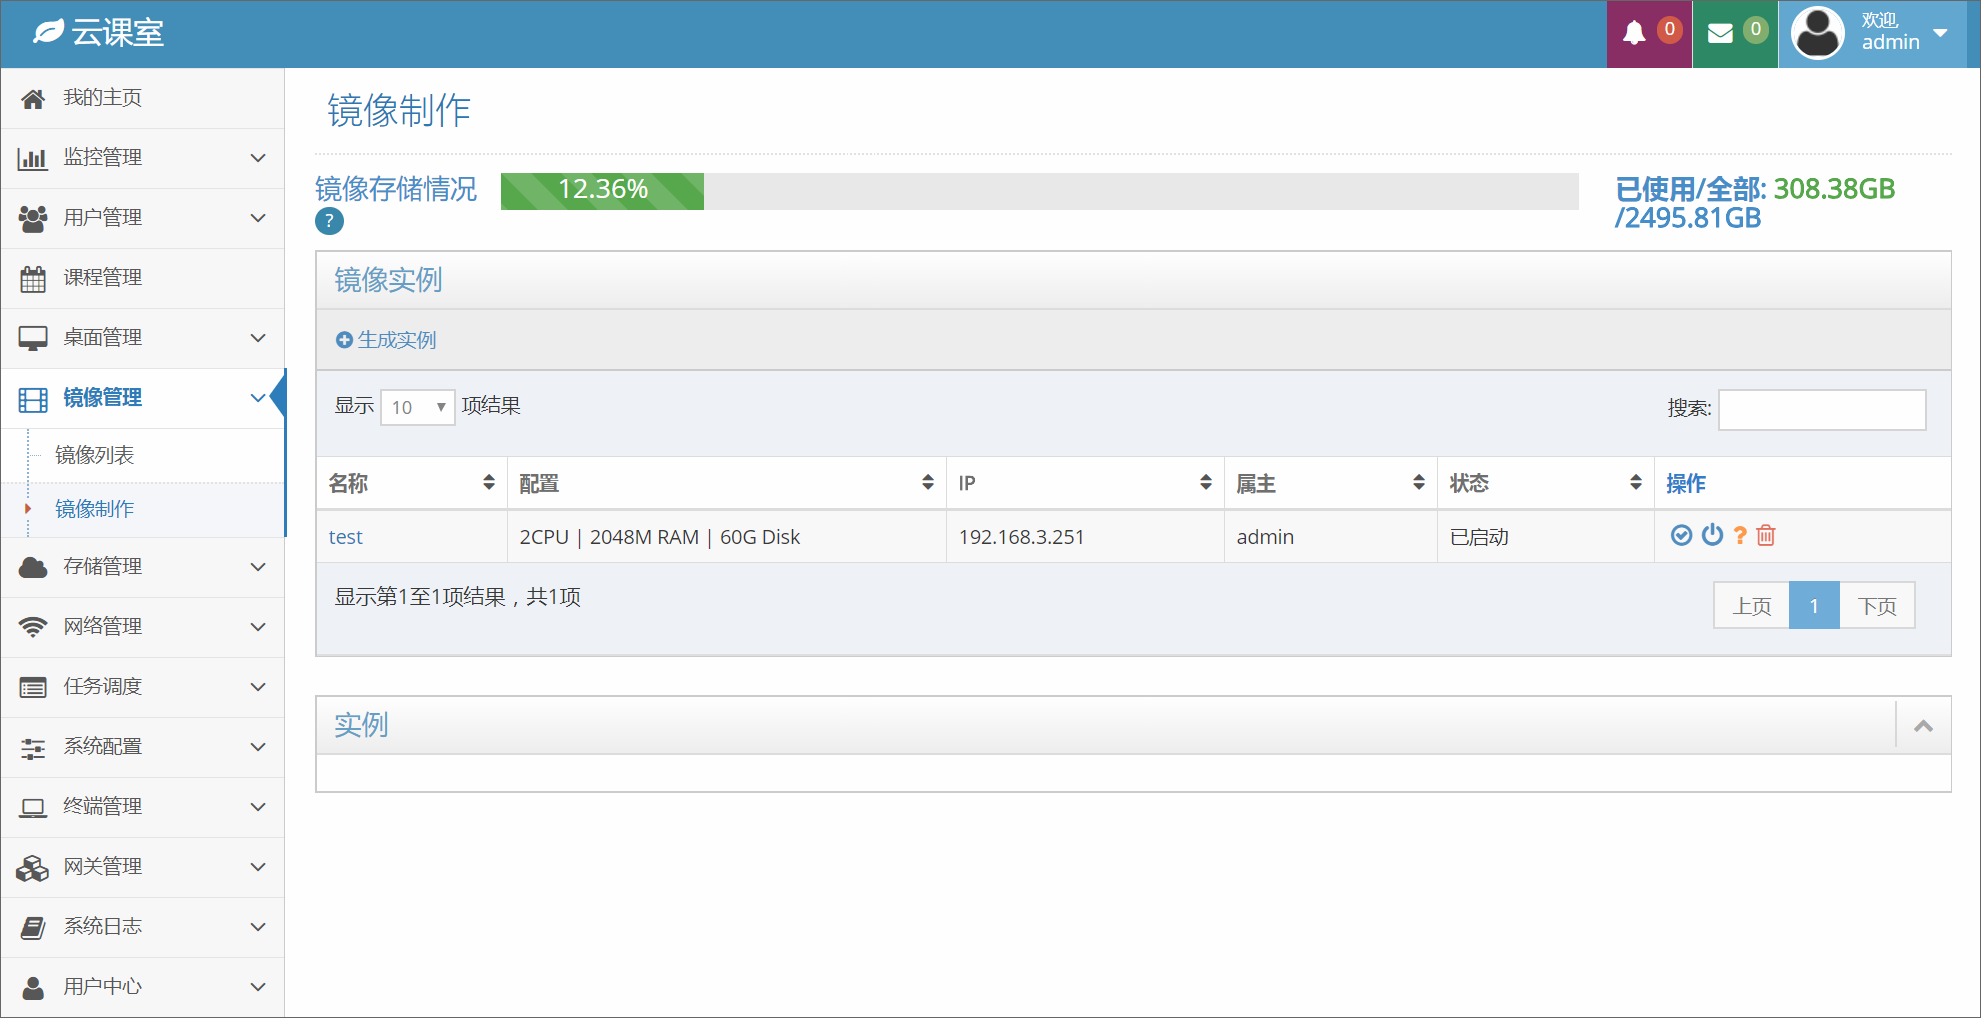 云课室
0
0
欢迎,
admin
我的主页
监控管理
用户管理
课程管理
桌面管理
镜像管理
镜像列表
镜像制作
存储管理
网络管理
任务调度
系统配置
终端管理
网关管理
系统日志
用户中心
镜像制作
镜像存储情况
?
12.36%
已使用/全部: 308.38GB
/2495.81GB
镜像实例
生成实例
显示 10 项结果
搜索:
名称 配置 IP 属主 状态 操作
test 2CPU | 2048M RAM | 60G Disk 192.168.3.251 admin 已启动 ?
显示第1至1项结果，共1项
上页 1 下页
实例